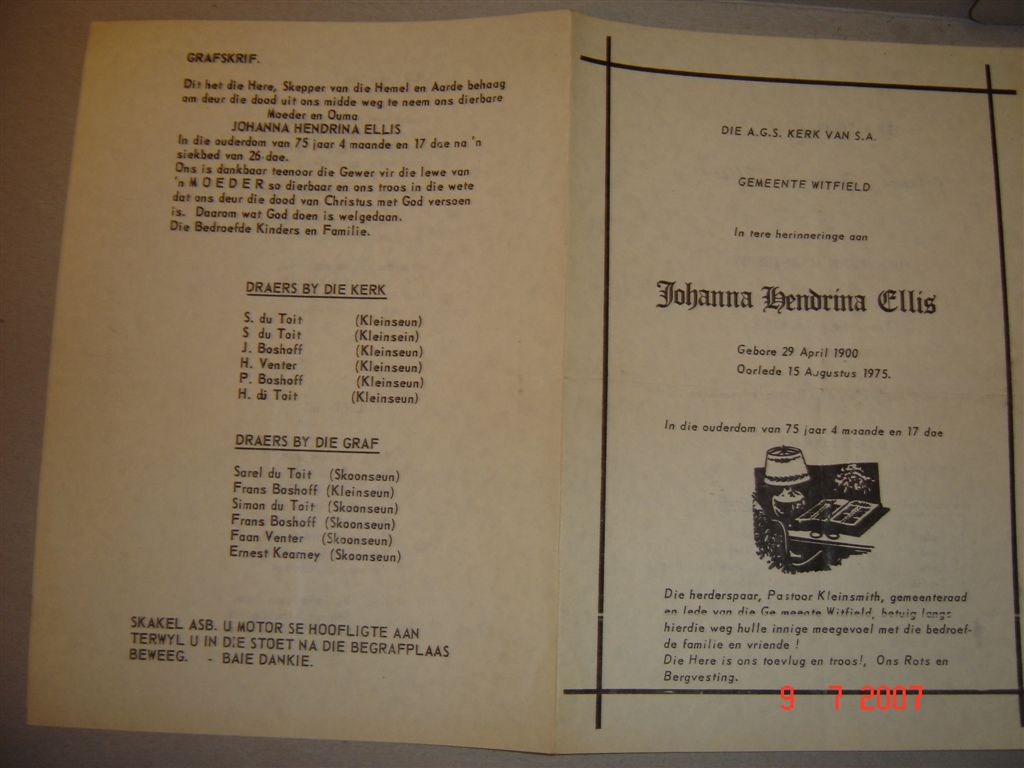 GRAFSKRIF.
Dit het die Here, Skepper van die Hemel en Aarde behaag
om deur die dood uit ons midde weg te neem ons dierbare
Moeder en Ouma
JOHANNA HENDRINA ELLIS
In die ouderdom van 75 jaar 4 maande en 17 dae na 'n
siekbed van 26 dae.
Ons is dankbaar teenoor die Gewer vir die lewe van
'n M O E D E R so dierbaar en ons troos in die wete
dat ons deur die dood van Christus met God versoen
is. Daarom wat God doen is welgedaan.
Die Bedroefde Kinders en Familie.
DRAERS BY DIE KERK
S. du Toit (Kleinseun)
S du Toit (Kleinsein)
J. Boshoff (Kleinseun)
H. Venter (Kleinseun)
P. Boshoff (Kleinseun)
H. di Toit (Kleinseun)
DRAERS BY DIE GRAF
Sarel du Toit (Skoonseun)
Frans Boshoff (Kleinseun)
Simon du Toit (Skoonseun)
Frans Boshoff (Skoonseun)
Faan Venter (Skoonseun)
Ernest Kearney (Skoonseun)
SKAKEL ASB. U MOTOR SE HOOFLIGTE AAN
TERWYL U IN DIE STOET NA DIE BEGRAFPLAAS
BEWEEG. - BAIE DANKIE.
DIE A.G.S. KERK VAN S.A.
GEMEENTE WITFIELD
In tere herinneringe aan
Johanna Hendrina Ellis
Gebore 29 April 1900
Oorlede 15 Augustus 1975.
In die ouderdom van 75 jaar 4 maande en 17 dae
Die herderspaar, Pastoor Kleinsmith, gemeenteraad
en lede van die Gemeente Witfield, betuig langs
hierdie weg hulle innige meegevoel met die bedroef-
de familie en vriende !
Die Here is ons toevlug en troos!, Ons Rots en
Bergvesting.
9 7 2007